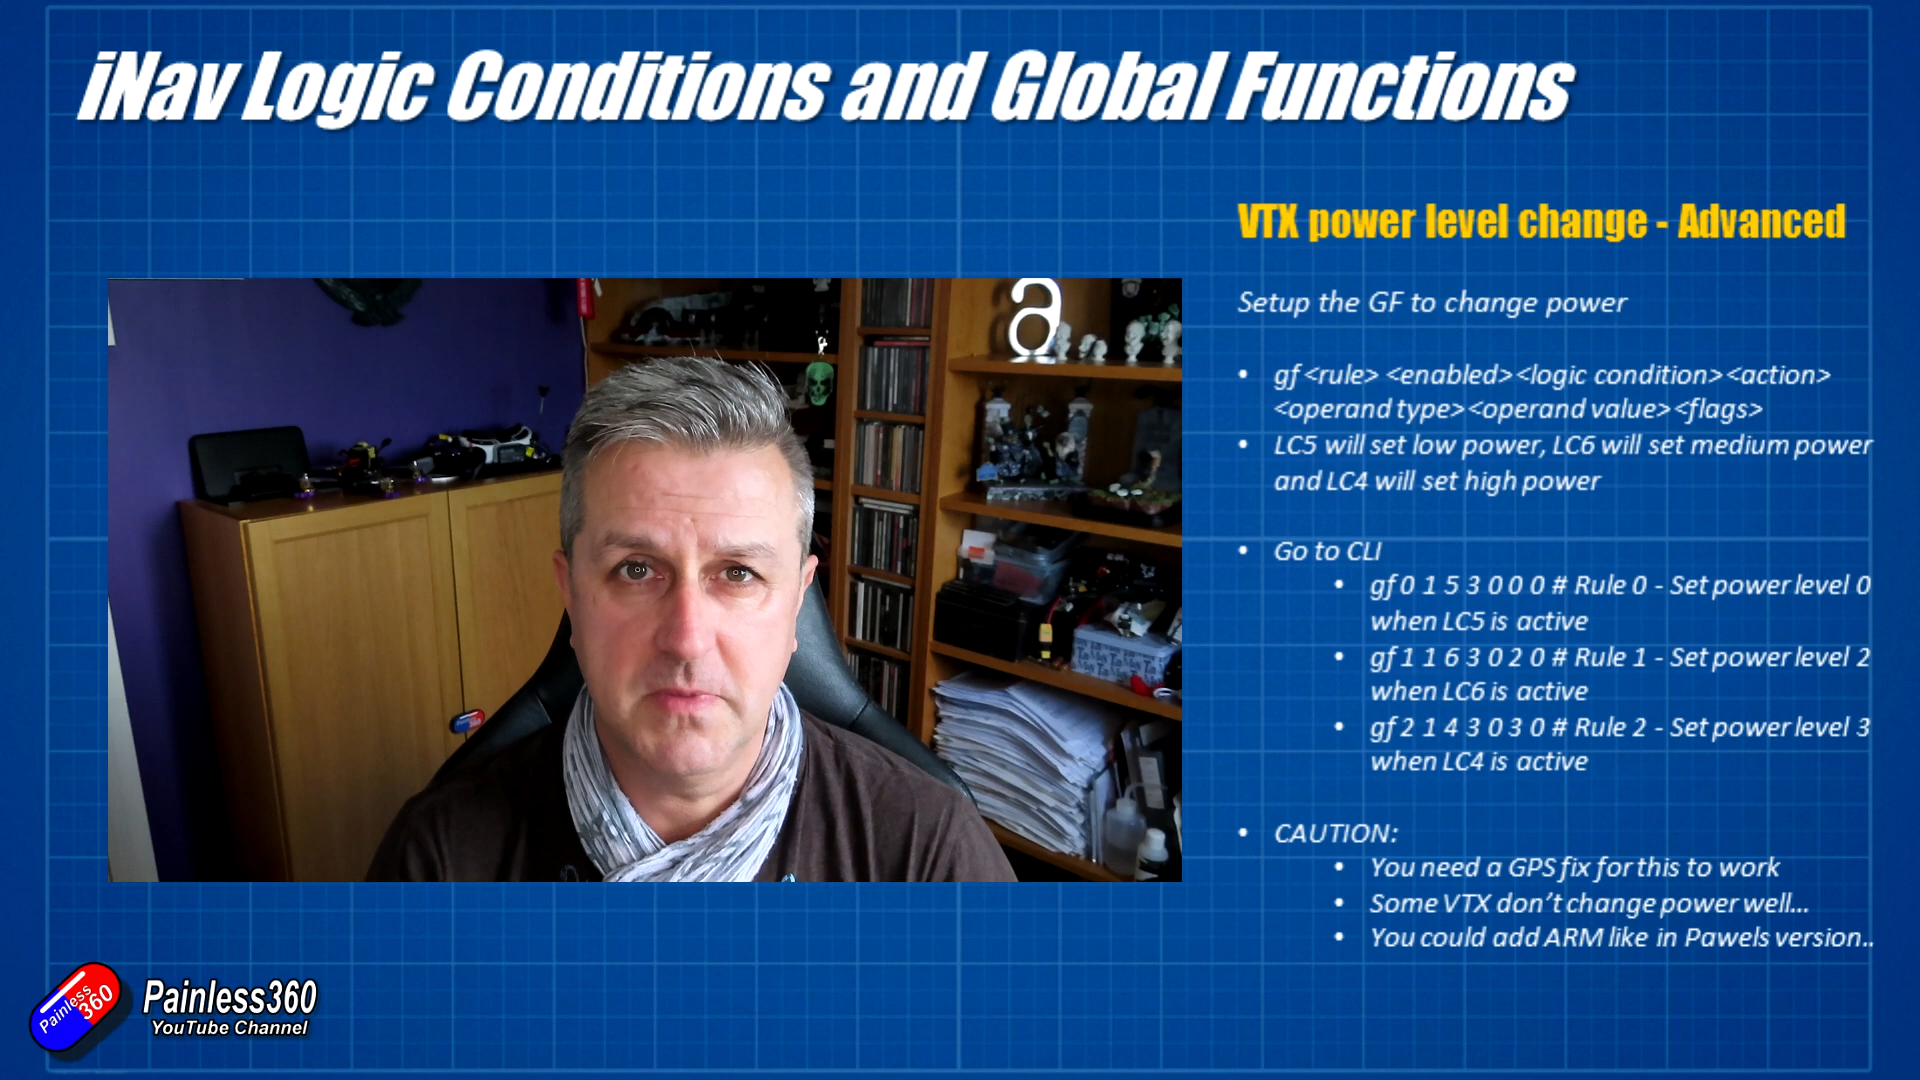 iNav Logic Conditions and Global Functions
VTX power level change - Advanced
Setup the GF to change power
• gf <rule> <enabled><logic condition><action>
<operand type><operand value><flags>
• LC5 will set low power, LC6 will set medium power
and LC4 will set high power
• Go to CLI
• gf 0 1 5 3 0 0 0 # Rule 0 - Set power level 0
when LC5 is active
• gf 1 1 6 3 0 2 0 # Rule 1 - Set power level 2
when LC6 is active
• gf 2 1 4 3 0 3 0 # Rule 2 - Set power level 3
when LC4 is active
• CAUTION:
• You need a GPS fix for this to work
• Some VTX don’t change power well…
• You could add ARM like in Pawels version..
a
Painless
360
Painless360
YouTube Channel